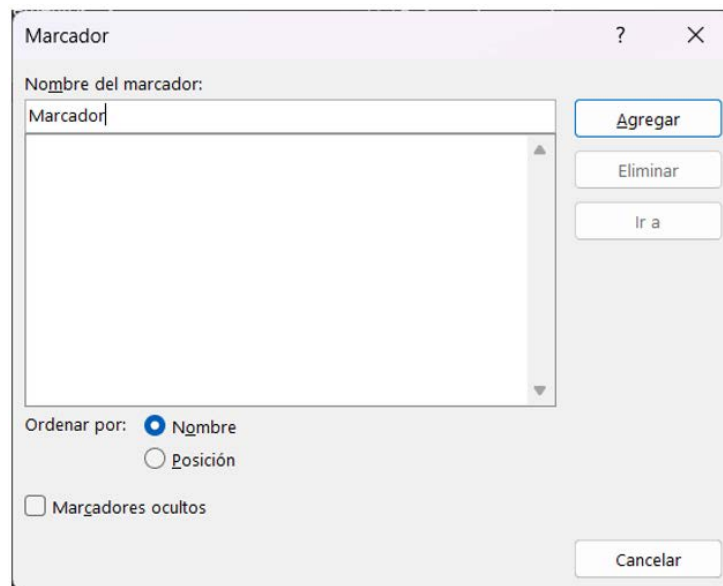 Marcador ? X
Nombre del marcador:
Marcador
Agregar
Eliminar
Ir a
Ordenar por: Nombre
Posición
Marcadores ocultos
Cancelar